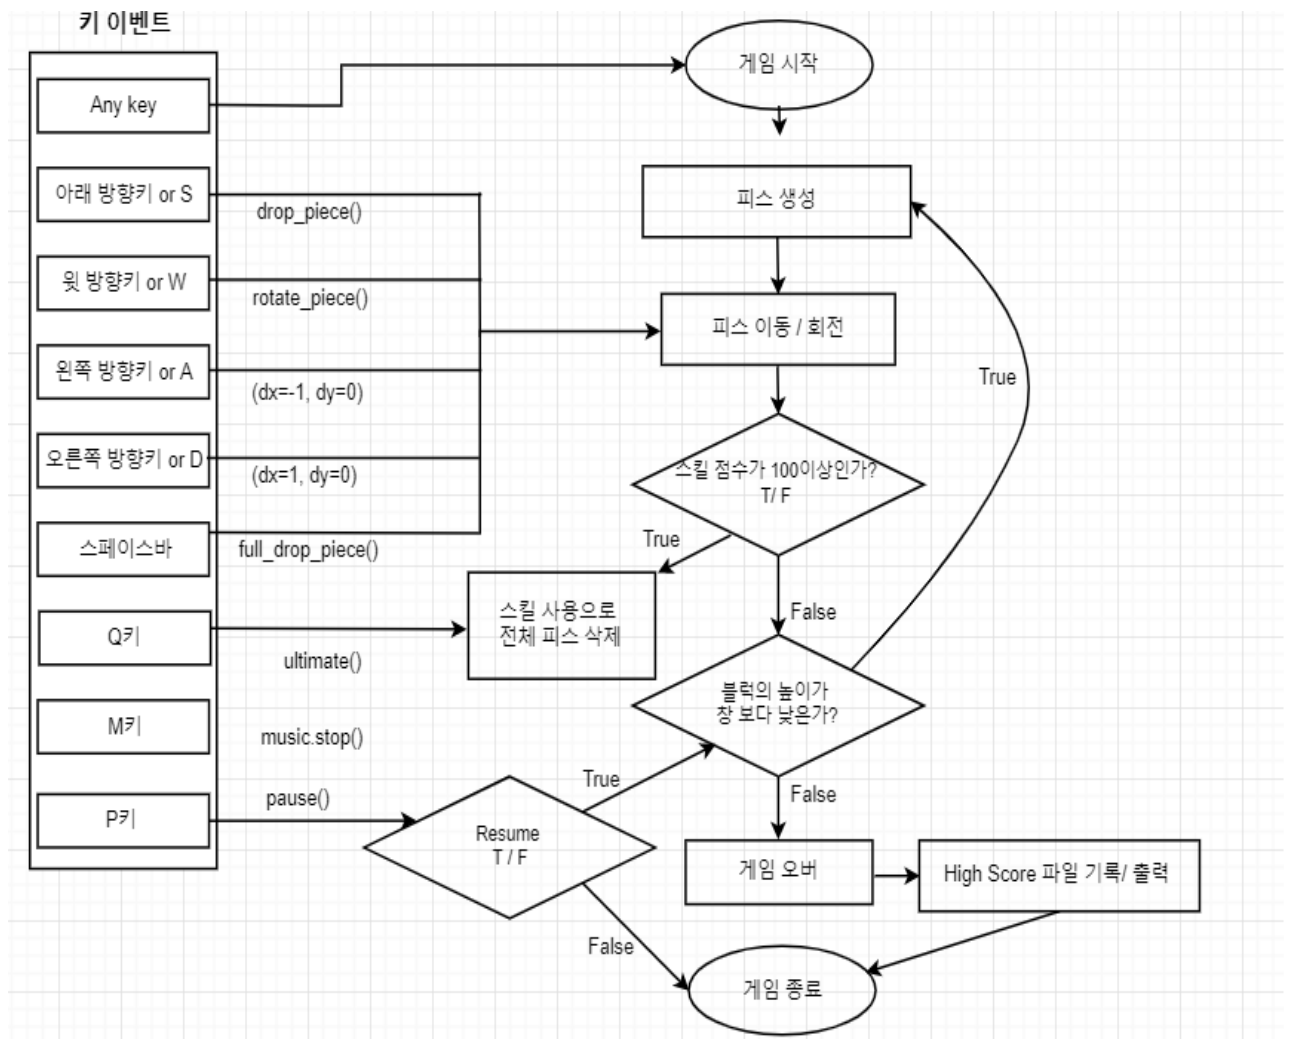 키 이벤트
Any key
아래 방향키 or S
drop_piece()
윗 방향키 or W
rotate_piece()
왼쪽 방향키 or A
(dx=-1, dy=0)
오른쪽 방향키 or D
(dx=1, dy=0)
스페이스바
full_drop_piece()
Q키
ultimate()
M키
music.stop()
P키
pause()
게임 시작
피스 생성
피스 이동 / 회전
스킬 점수가 100이상인가?
T/ F
True
스킬 사용으로
전체 피스 삭제
False
블럭의 높이가
창 보다 낮은가?
True
Resume
T / F
True
False
False
게임 오버
High Score 파일 기록/ 출력
게임 종료